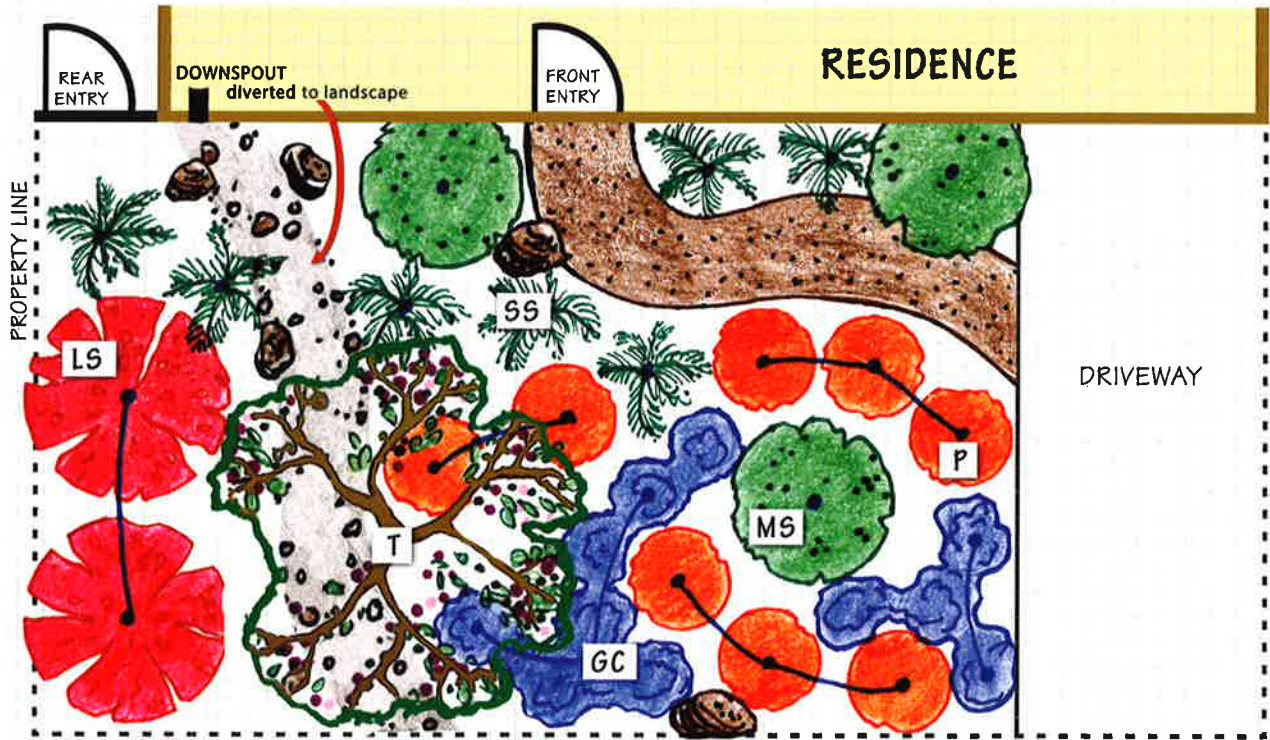 REAR
ENTRY
DOWNSPOUT
diverted to landscape
FRONT
ENTRY
RESIDENCE
PROPERTY LINE
SS
LS
DRIVEWAY
P
MS
T
GC